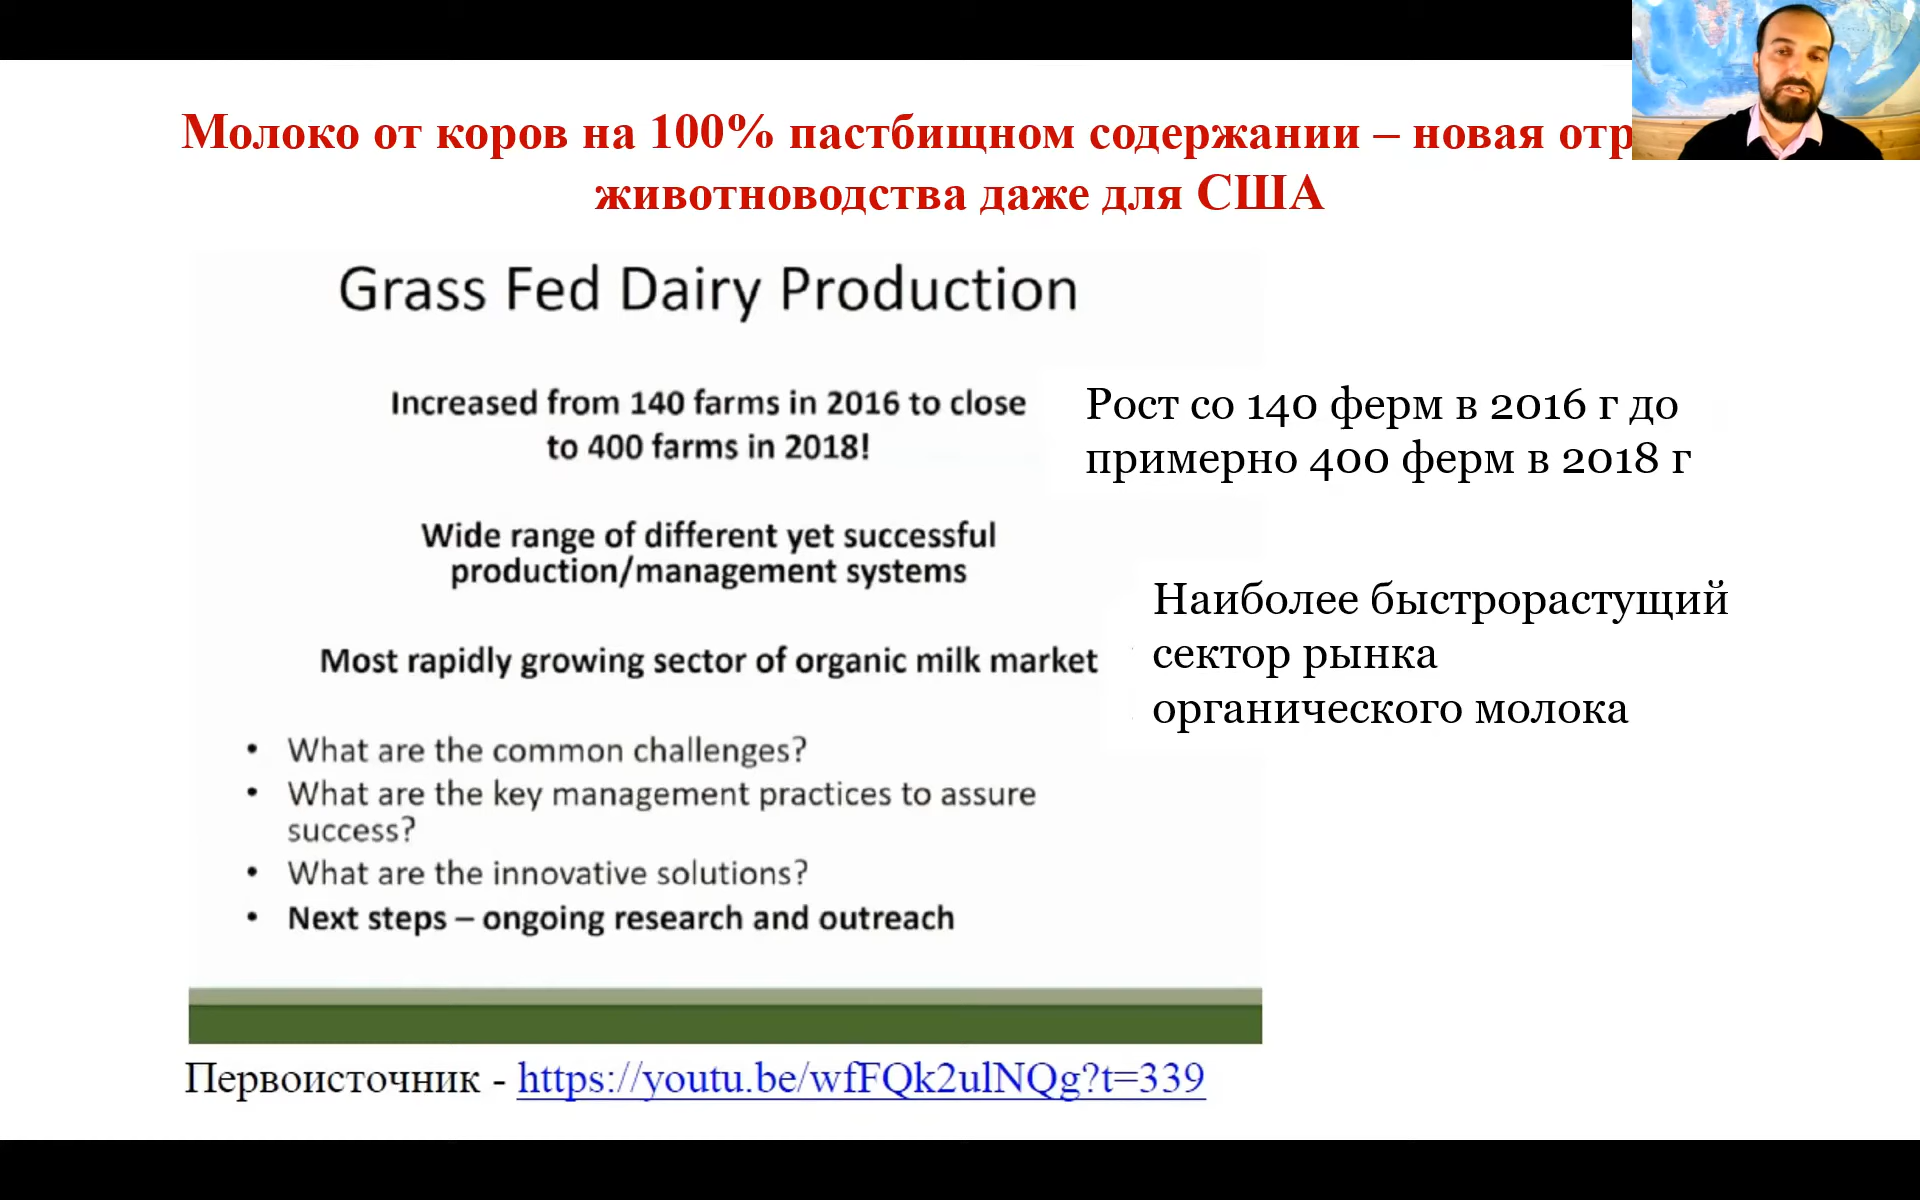 Молоко от коров на 100% пастбищном содержании – новая отр
животноводства даже для США
Grass Fed Dairy Production
Increased from 140 farms in 2016 to close
to 400 farms in 2018!
Рост со 140 ферм в 2016 г до
примерно 400 ферм в 2018 г
Wide range of different yet successful
production/management systems
Most rapidly growing sector of organic milk market
Наиболее быстрорастущий
сектор рынка
органического молока
• What are the common challenges?
• What are the key management practices to assure
success?
• What are the innovative solutions?
• Next steps – ongoing research and outreach
Первоисточник - https://youtu.be/wfFQk2ulNQg?t=339